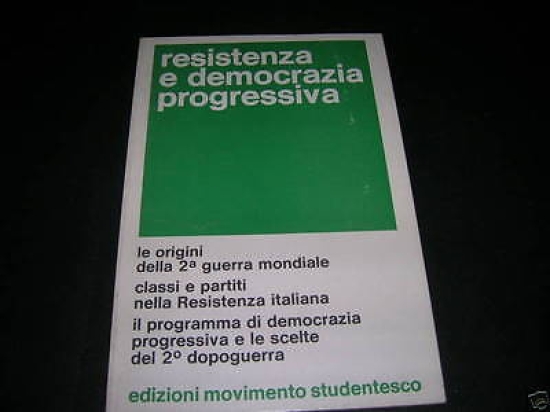 resistenza
e democrazia
progressiva
le origini
della 2ª guerra mondiale
classi e partiti
nella Resistenza italiana
il programma di democrazia
progressiva e le scelte
del 2º dopoguerra
edizioni movimento studentesco